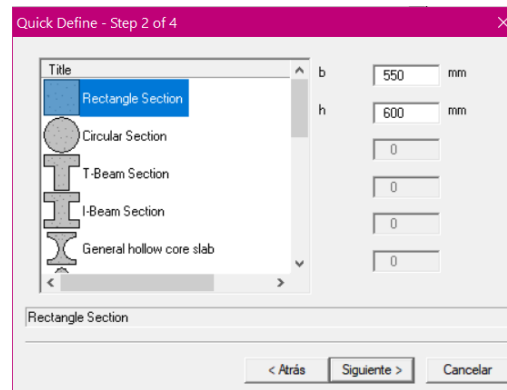 Quick Define - Step 2 of 4
Title
Rectangle Section
Circular Section
T-Beam Section
I-Beam Section
General hollow core slab
b 550 mm
h 600 mm
0
0
0
0
Rectangle Section
< Atrás Siguiente > Cancelar